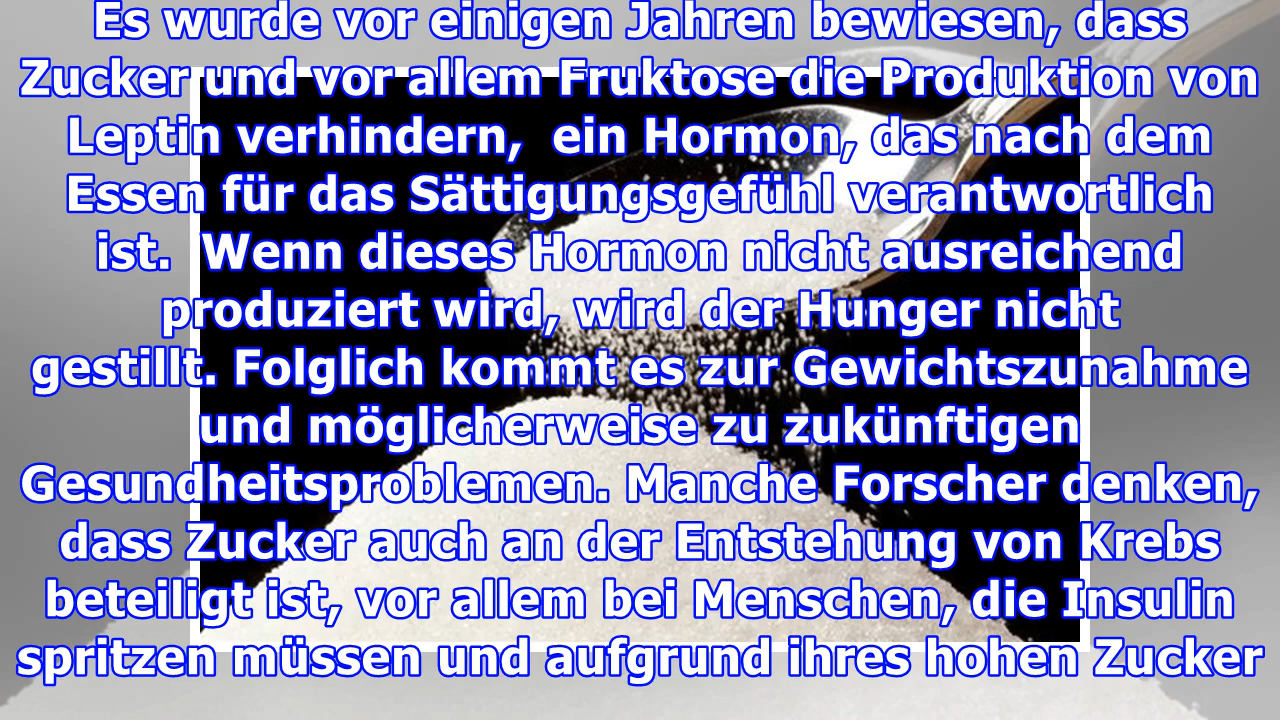 Es wurde vor einigen Jahren bewiesen, dass
Zucker und vor allem Fruktose die Produktion von
Leptin verhindern,  ein Hormon, das nach dem
Essen für das Sättigungsgefühl verantwortlich
ist.  Wenn dieses Hormon nicht ausreichend
produziert wird, wird der Hunger nicht
gestillt. Folglich kommt es zur Gewichtszunahme
und möglicherweise zu zukünftigen
Gesundheitsproblemen. Manche Forscher denken,
dass Zucker auch an der Entstehung von Krebs
beteiligt ist, vor allem bei Menschen, die Insulin
spritzen müssen und aufgrund ihres hohen Zucker